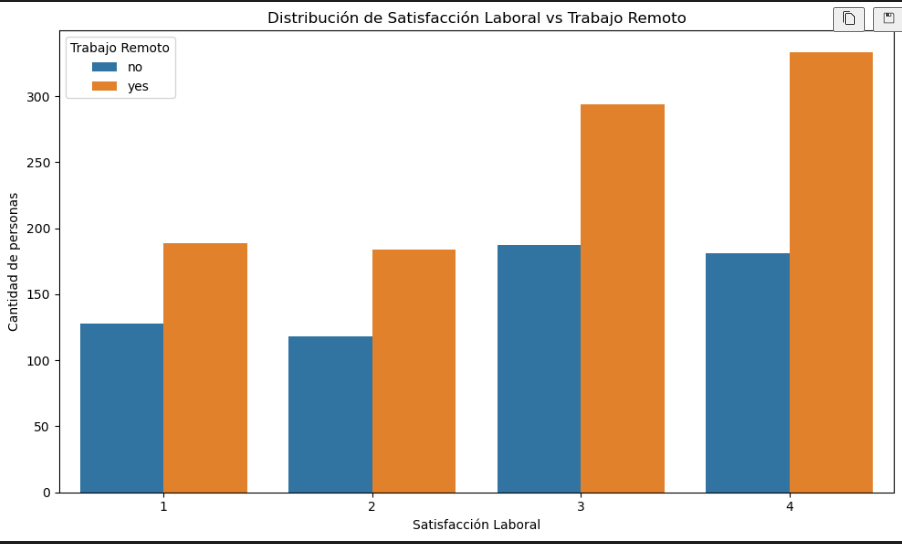 Distribución de Satisfacción Laboral vs Trabajo Remoto
Trabajo Remoto
no
yes
300
250
200
150
100
50
0
Cantidad de personas
1 2 3 4
Satisfacción Laboral